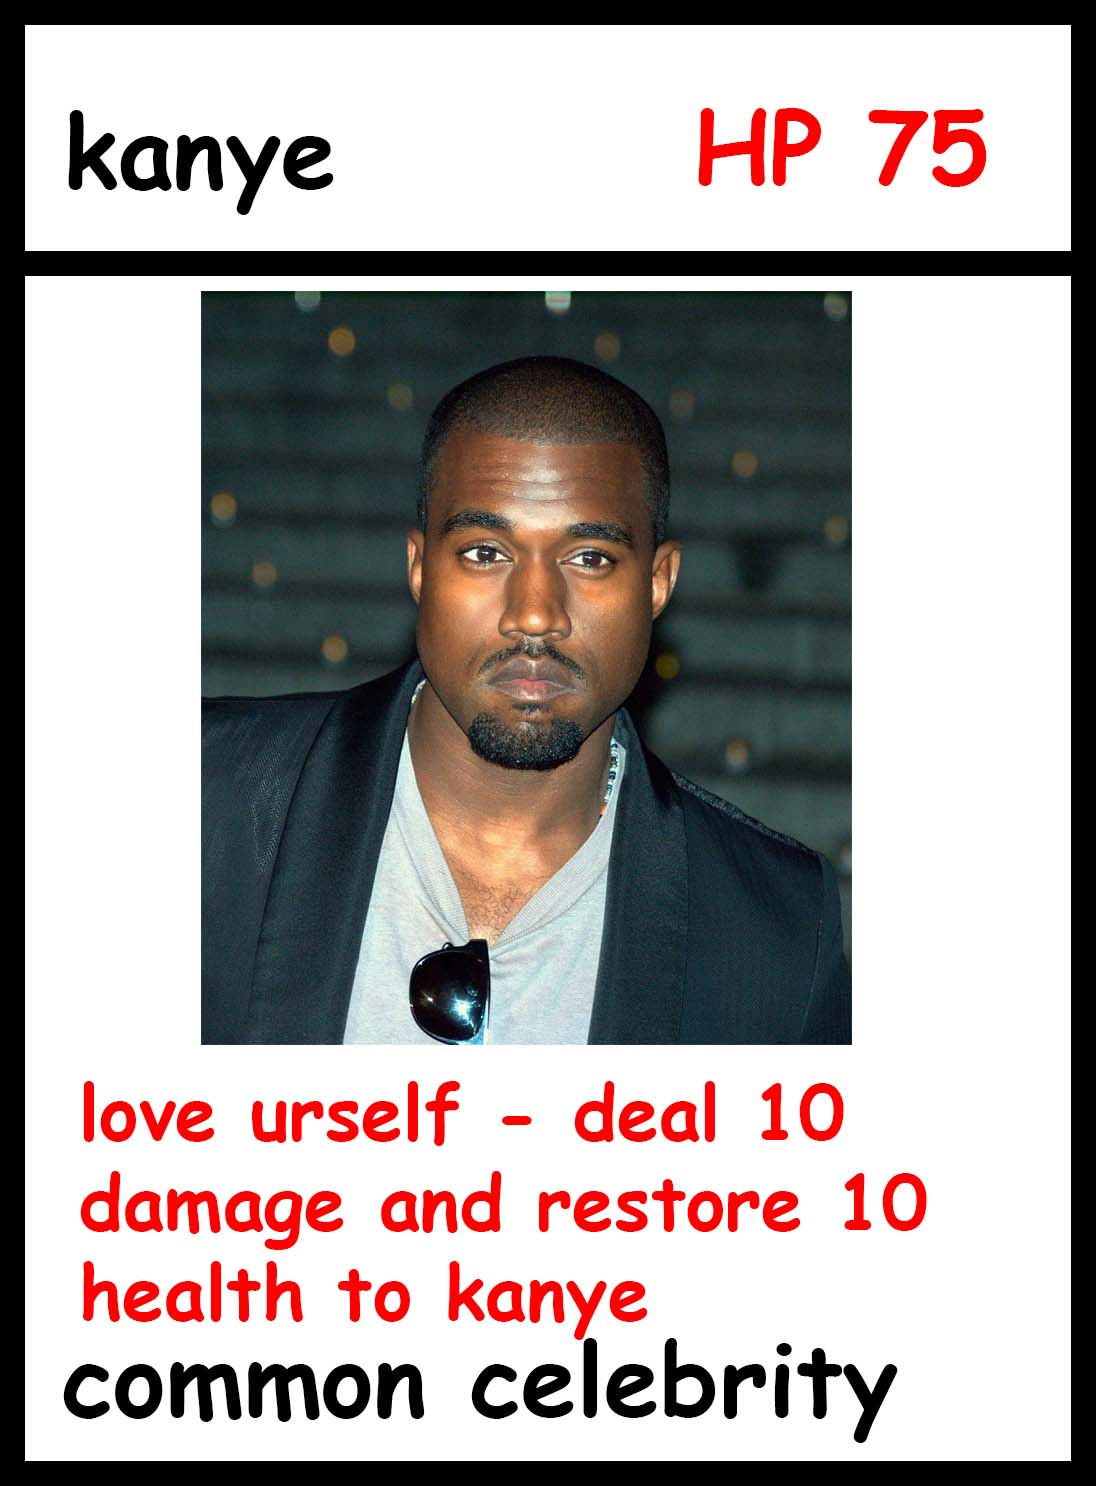 kanye
HP 75
love urself - deal 10
damage and restore 10
health to kanye
common celebrity